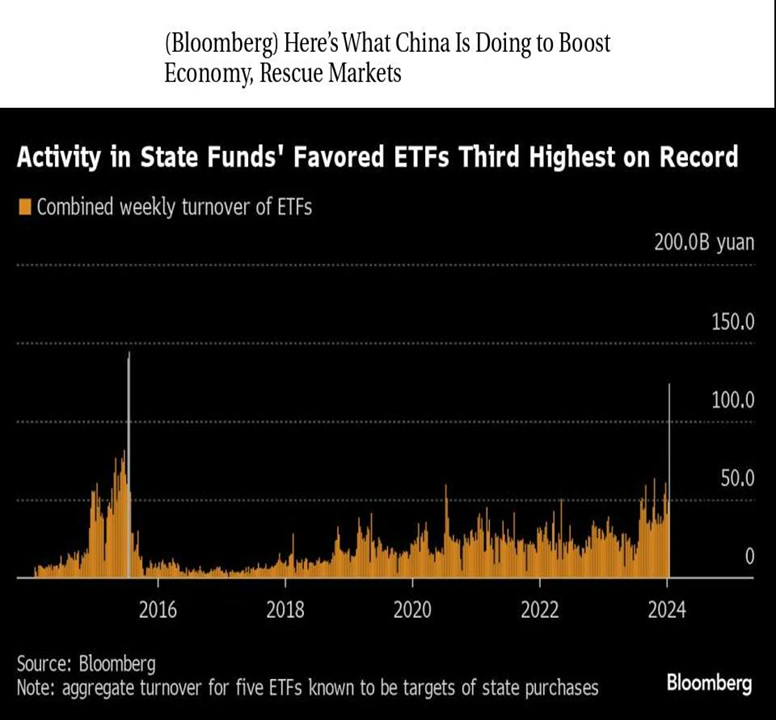 (Bloomberg) Here’s What China Is Doing to Boost
Economy, Rescue Markets
Activity in State Funds' Favored ETFs Third Highest on Record
Combined weekly turnover of ETFs
200.0B yuan
150.0
100.0
50.0
0
2016 2018 2020 2022 2024
Source: Bloomberg
Note: aggregate turnover for five ETFs known to be targets of state purchases
Bloomberg